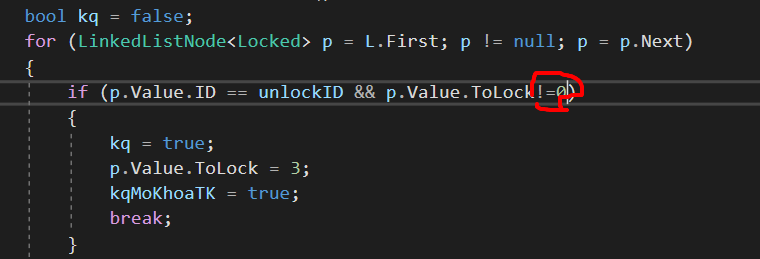 bool kq = false;
for (LinkedListNode<Locked> p = L.First; p != null; p = p.Next)
{
if (p.Value.ID == unlockID && p.Value.ToLock!=0)
{
kq = true;
p.Value.ToLock = 3;
kqMoKhoaTK = true;
break;
}